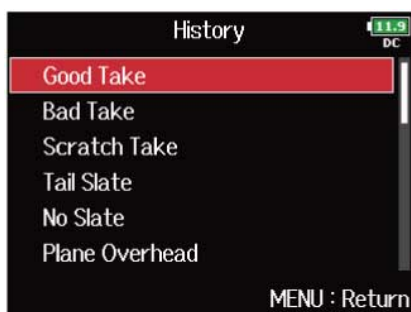 History
11.9
DC
Good Take
Bad Take
Scratch Take
Tail Slate
No Slate
Plane Overhead
MENU : Return